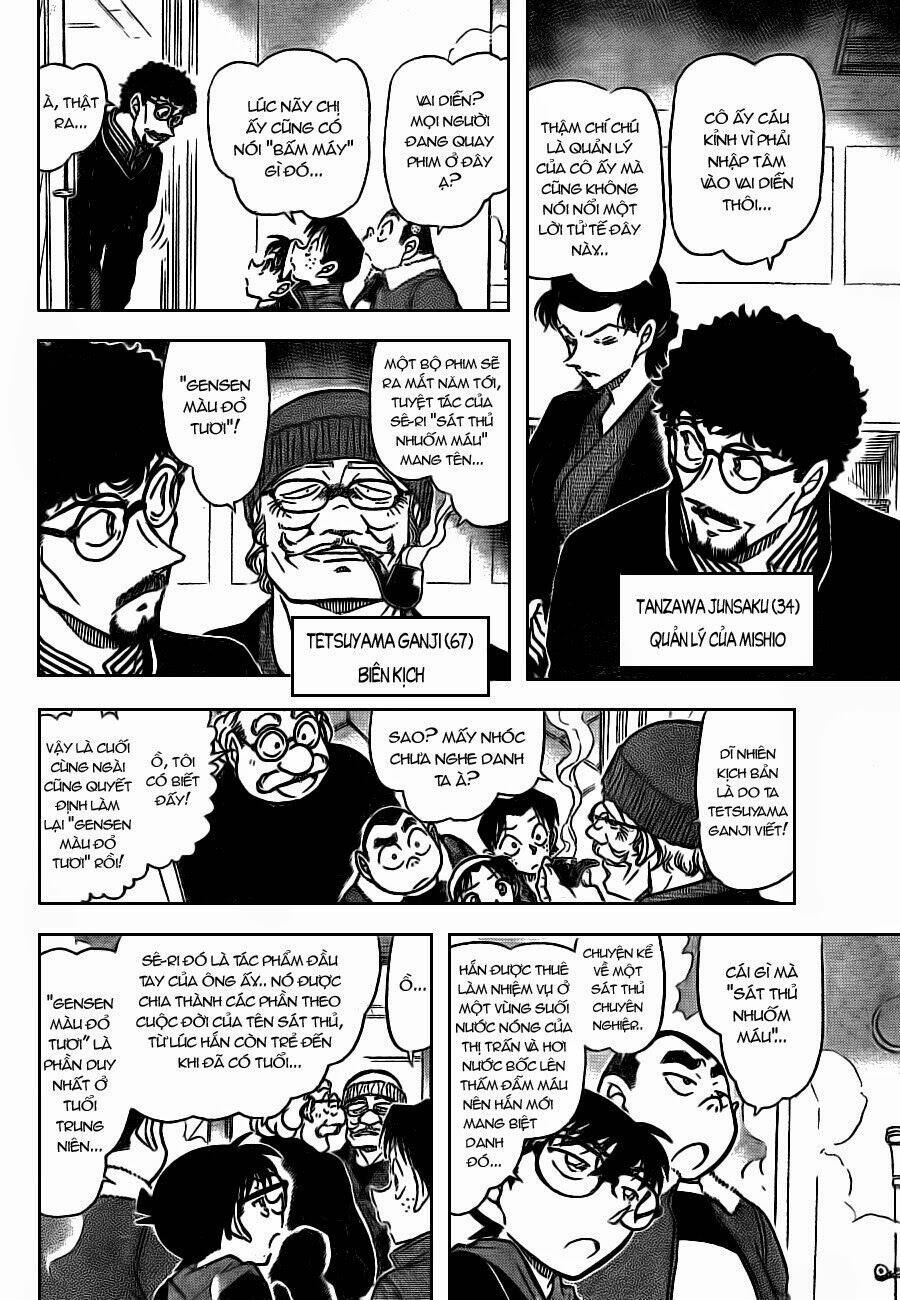 CÔ ẤY CÁU
KỈNH VÌ PHẢI
NHẬP TÂM
VÀO VAI DIỄN
THÔI...
THẬM CHÍ CHÚ
LÀ QUẢN LÝ
CỦA CÔ ẤY MÀ
CŨNG KHÔNG
NÓI NỔI MỘT
LỜI TỬ TẾ ĐÂY
NÀY...
TANZAWA JUNSAKU (34)
QUẢN LÝ CỦA MISHIO
VAI DIỄN?
MỌI NGƯỜI
ĐANG QUAY
PHIM Ở ĐÂY
Ạ?
LÚC NÃY CHỊ
ẤY CŨNG CÓ
NÓI "BẤM MÁY"
GÌ ĐÓ...
À, THẬT
RA...
MỘT BỘ PHIM SẼ
RA MẮT NĂM TỚI,
TUYỆT TÁC CỦA
SÊ-RI "SÁT THỦ
NHUỐM MÁU"
MANG TÊN...
"GENSEN
MÀU ĐỎ
TƯƠI"!
TETSUYAMA GANJI (67)
BIÊN KỊCH
DĨ NHIÊN
KỊCH BẢN
LÀ DO TA
TETSUYAMA
GANJI VIẾT!
SAO? MẤY NHÓC
CHƯA NGHE DANH
TA À?
Ồ, TÔI
CÓ BIẾT
ĐẤY!
VẬY LÀ CUỐI
CÙNG NGÀI
CŨNG QUYẾT
ĐỊNH LÀM
LẠI "GENSEN
MÀU ĐỎ
TƯƠI" RỒI!
CÁI GÌ MÀ
"SÁT THỦ
NHUỐM
MÁU"...
CHUYỆN KỂ
VỀ MỘT
SÁT THỦ
CHUYÊN
NGHIỆP..
HẮN ĐƯỢC THUÊ
LÀM NHIỆM VỤ Ở
MỘT VÙNG SUỐI
NƯỚC NÓNG CỦA
THỊ TRẤN VÀ HƠI
NƯỚC BỐC LÊN
THẤM ĐẪM MÁU
NÊN HẮN MỚI
MANG BIỆT
DANH
ĐÓ...
Ồ...
SÊ-RI ĐÓ LÀ TÁC PHẨM ĐẦU
TAY CỦA ÔNG ẤY.. NÓ ĐƯỢC
CHIA THÀNH CÁC PHẦN THEO
CUỘC ĐỜI CỦA TÊN SÁT THỦ,
TỪ LÚC HẮN CÒN TRẺ ĐẾN
KHI ĐÃ CÓ TUỔI...
"GENSEN
MÀU ĐỎ
TƯƠI" LÀ
PHẦN DUY
NHẤT Ở
TUỔI
TRUNG
NIÊN...